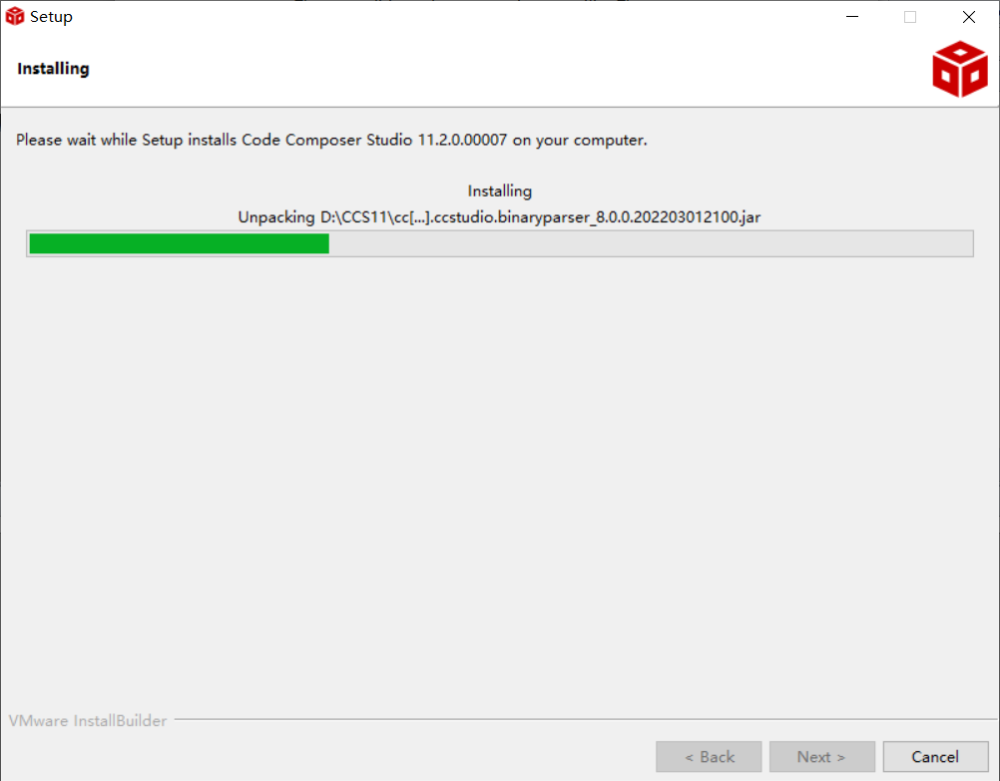 Setup
Installing
Please wait while Setup installs Code Composer Studio 11.2.0.00007 on your computer.
Installing
Unpacking D:\CCS11\cc[...].ccstudio.binaryparser_8.0.0.202203012100.jar
VMware InstallBuilder
< Back
Next >
Cancel